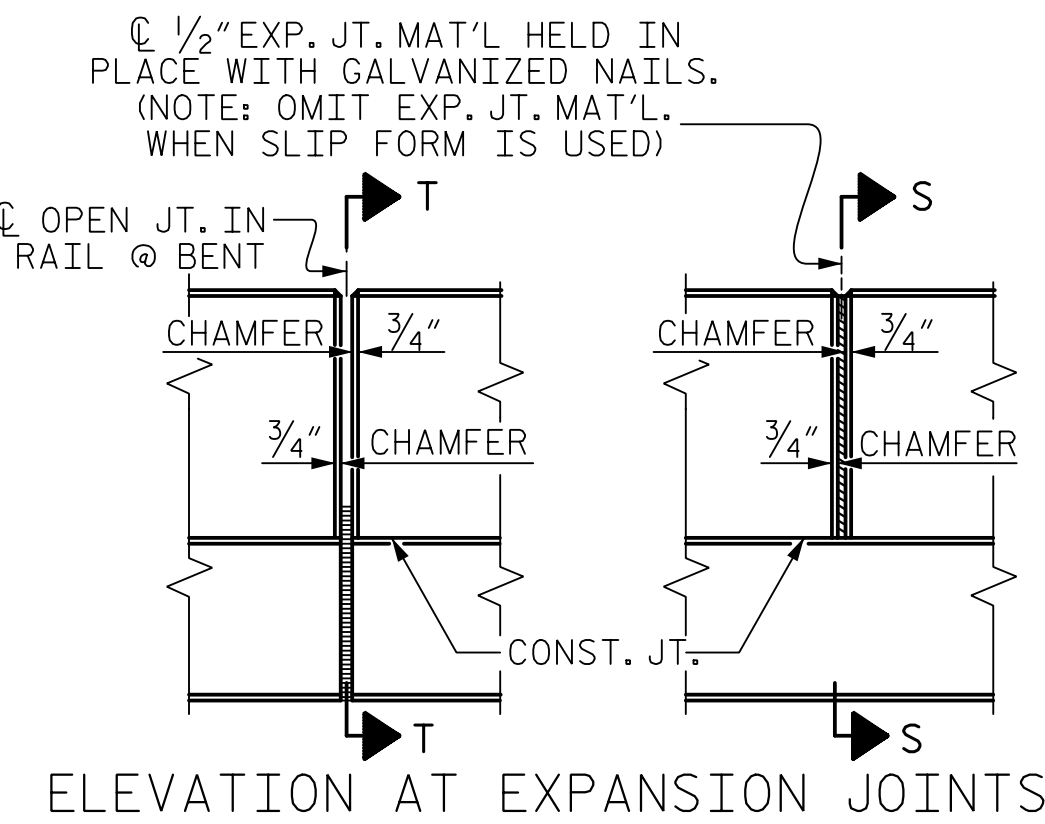 ℄ 1/2" EXP. JT. MAT'L HELD IN
PLACE WITH GALVANIZED NAILS.
(NOTE: OMIT EXP. JT. MAT'L.
WHEN SLIP FORM IS USED)
T
S
℄ OPEN JT. IN
RAIL @ BENT
CHAMFER 3/4"
CHAMFER 3/4"
3/4" CHAMFER
3/4" CHAMFER
CONST. JT.
T
S
ELEVATION AT EXPANSION JOINTS